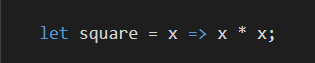 let square = x => x * x;